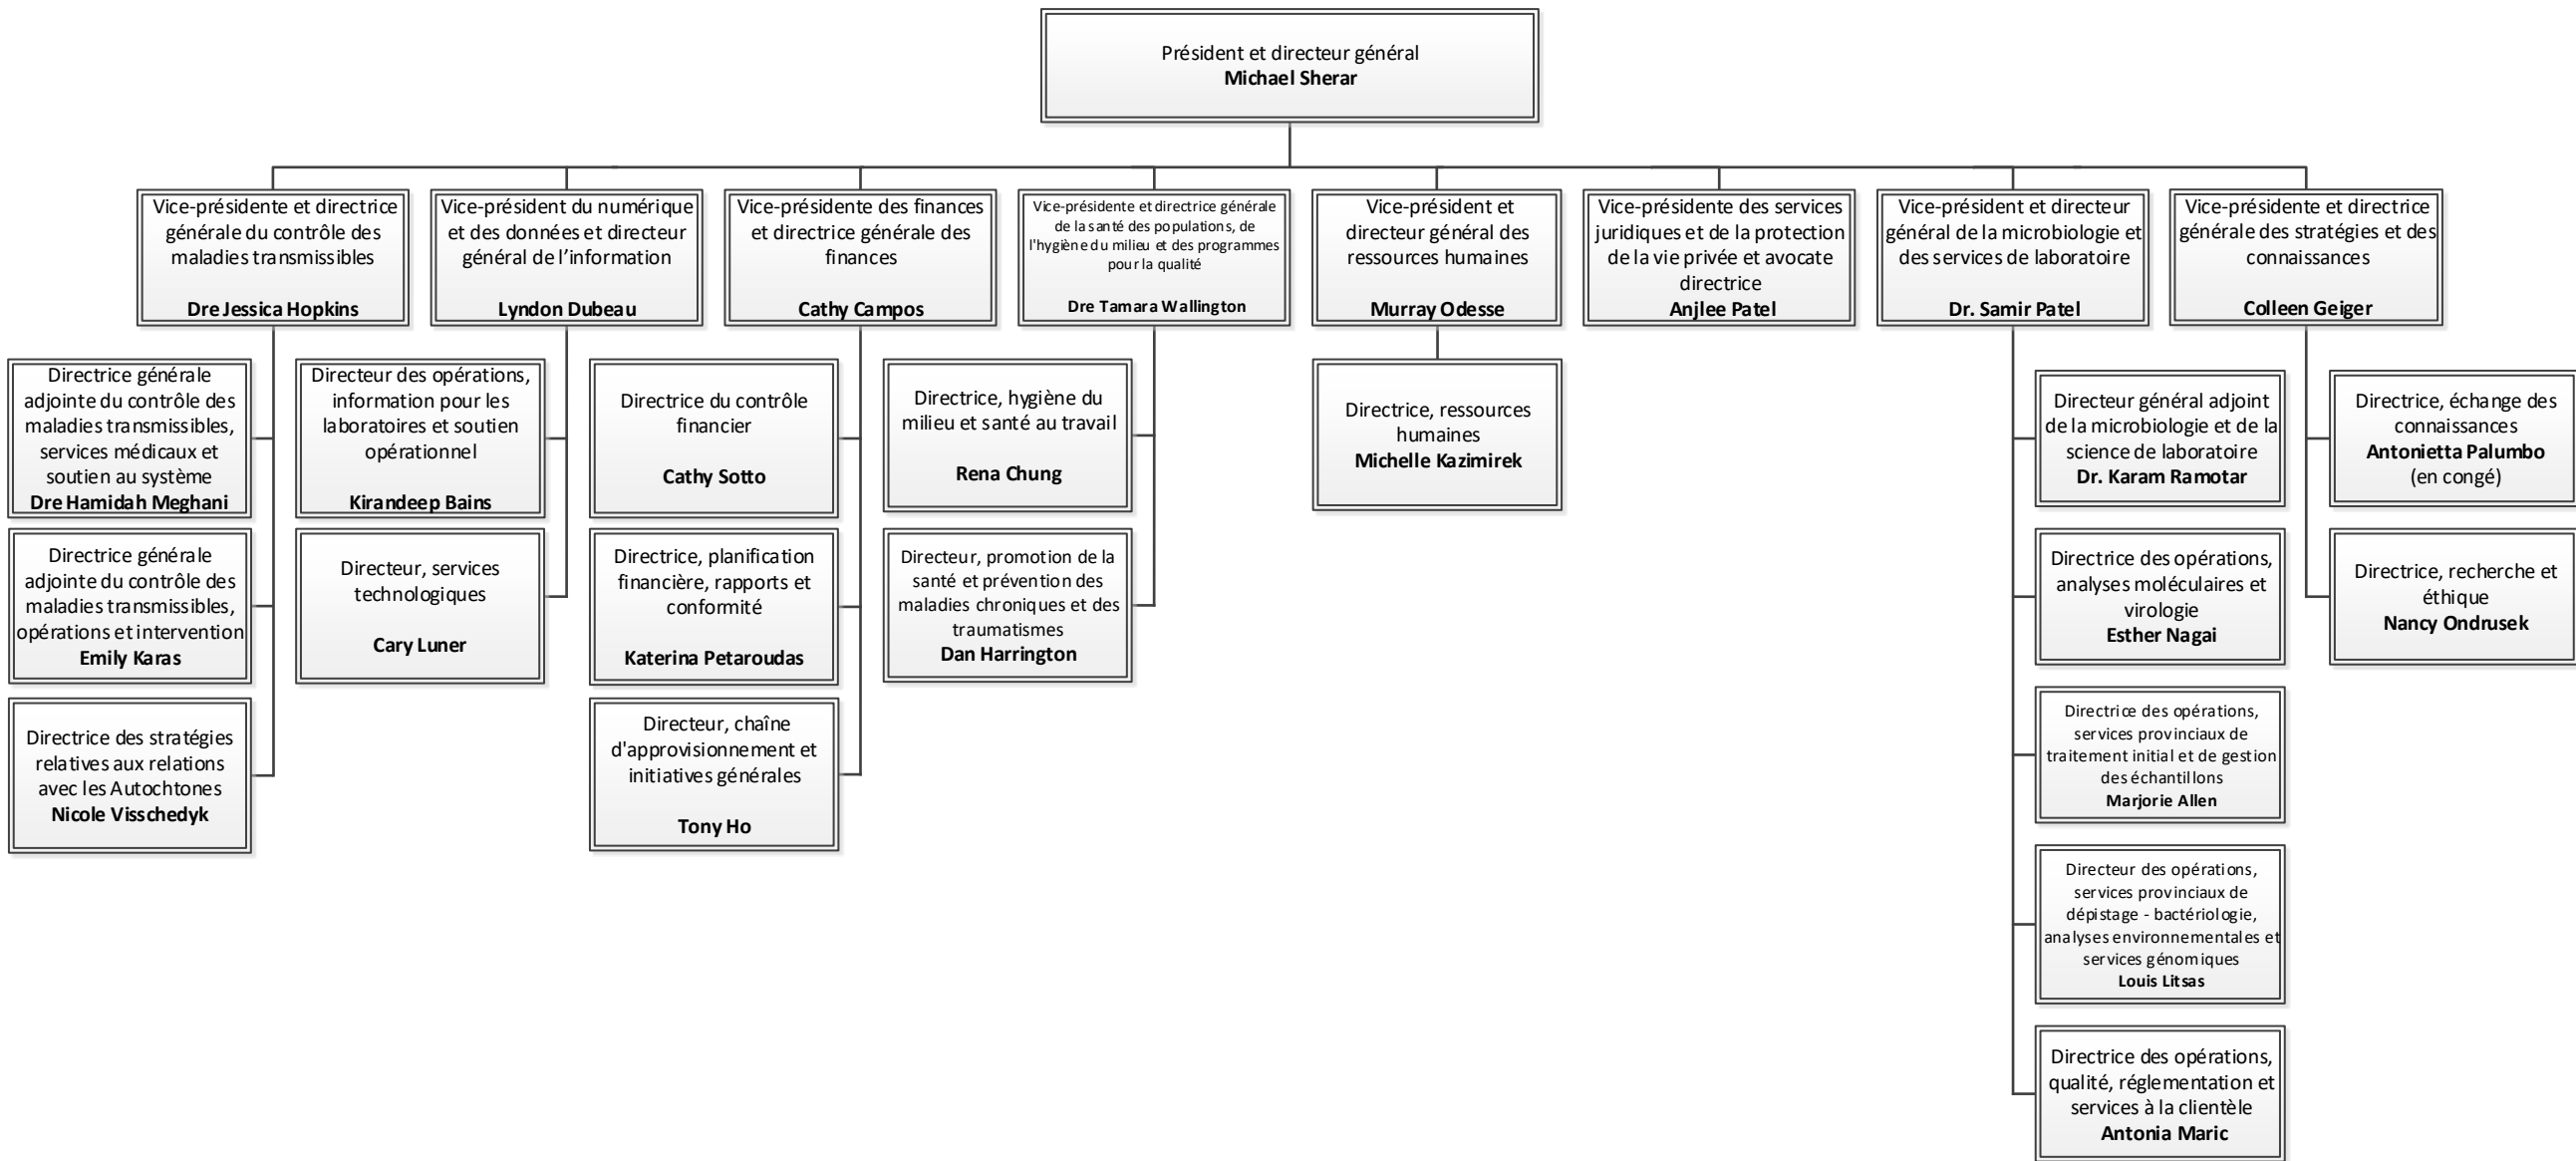 Président et directeur général
Michael Sherar
Vice-présidente et directrice
générale du contrôle des
maladies transmissibles
Dre Jessica Hopkins
Vice-président du numérique
et des données et directeur
général de l’information
Lyndon Dubeau
Vice-présidente des finances
et directrice générale des
finances
Cathy Campos
Vice-présidente et directrice générale
de la santé des populations, de
l'hygiène du milieu et des programmes
pour la qualité
Dre Tamara Wallington
Vice-président et
directeur général des
ressources humaines
Murray Odesse
Vice-présidente des services
juridiques et de la protection
de la vie privée et avocate
directrice
Anjlee Patel
Vice-président et directeur
général de la microbiologie et
des services de laboratoire
Dr. Samir Patel
Vice-présidente et directrice
générale des stratégies et des
connaissances
Colleen Geiger
Directrice générale
adjointe du contrôle des
maladies transmissibles,
services médicaux et
soutien au système
Dre Hamidah Meghani
Directrice générale
adjointe du contrôle des
maladies transmissibles,
opérations et intervention
Emily Karas
Directrice des stratégies
relatives aux relations
avec les Autochtones
Nicole Visschedyk
Directeur des opérations,
information pour les
laboratoires et soutien
opérationnel
Kirandeep Bains
Directeur, services
technologiques
Cary Luner
Directrice du contrôle
financier
Cathy Sotto
Directrice, planification
financière, rapports et
conformité
Katerina Petaroudas
Directeur, chaîne
d'approvisionnement et
initiatives générales
Tony Ho
Directrice, hygiène du
milieu et santé au travail
Rena Chung
Directeur, promotion de la
santé et prévention des
maladies chroniques et des
traumatismes
Dan Harrington
Directrice, ressources
humaines
Michelle Kazimirek
Directeur général adjoint
de la microbiologie et de la
science de laboratoire
Dr. Karam Ramotar
Directrice des opérations,
analyses moléculaires et
virologie
Esther Nagai
Directrice des opérations,
services provinciaux de
traitement initial et de gestion
des échantillons
Marjorie Allen
Directeur des opérations,
services provinciaux de
dépistage - bactériologie,
analyses environnementales et
services génomiques
Louis Litsas
Directrice des opérations,
qualité, réglementation et
services à la clientèle
Antonia Maric
Directrice, échange des
connaissances
Antonietta Palumbo
(en congé)
Directrice, recherche et
éthique
Nancy Ondrusek